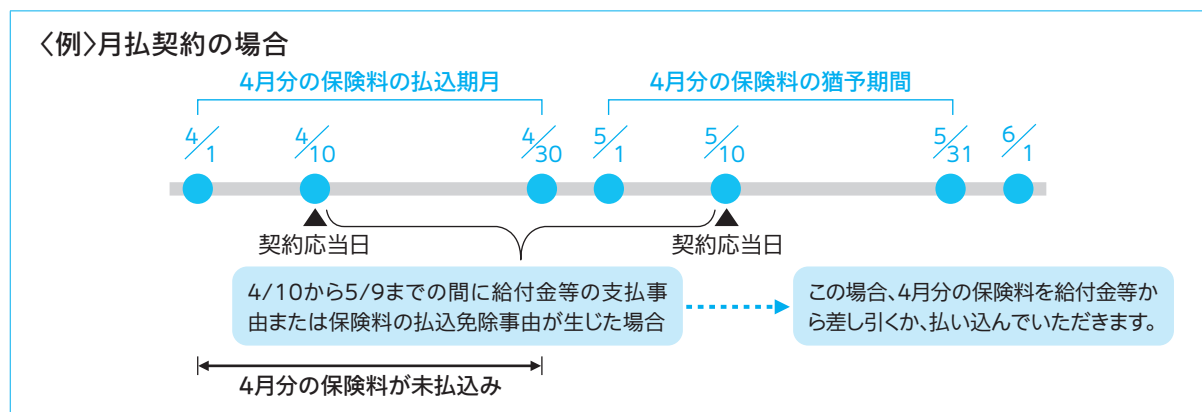 〈例〉月払契約の場合
4月分の保険料の払込期月
4月分の保険料の猶予期間
4/1
4/10
4/30
5/1
5/10
5/31
6/1
契約応当日
契約応当日
4/10から5/9までの間に給付金等の支払事
由または保険料の払込免除事由が生じた場合
この場合、4月分の保険料を給付金等か
ら差し引くか、払い込んでいただきます。
4月分の保険料が未払込み